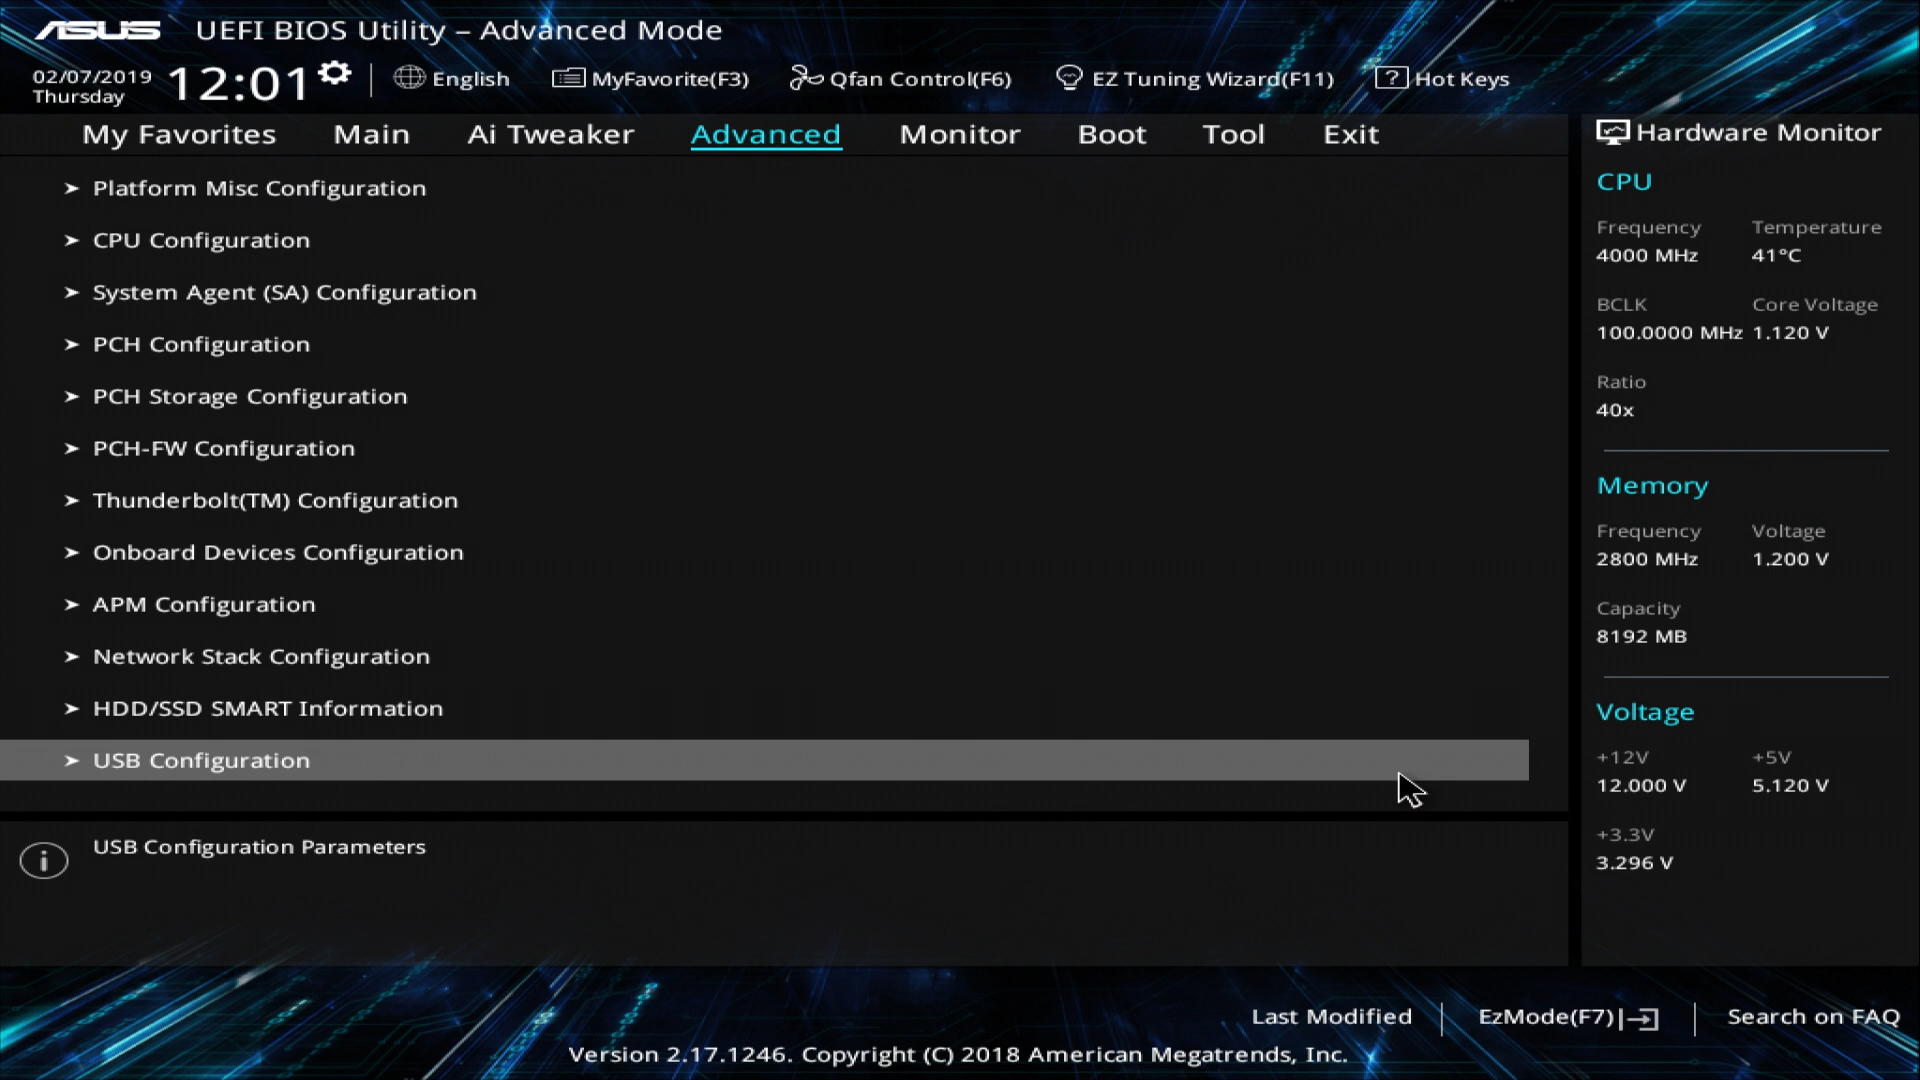 ASUS UEFI BIOS Utility – Advanced Mode
02/07/2019
Thursday
12:01
English
MyFavorite(F3)
Qfan Control(F6)
EZ Tuning Wizard(F11)
? Hot Keys
My Favorites Main Ai Tweaker Advanced Monitor Boot Tool Exit
Platform Misc Configuration
CPU Configuration
System Agent (SA) Configuration
PCH Configuration
PCH Storage Configuration
PCH-FW Configuration
Thunderbolt(TM) Configuration
Onboard Devices Configuration
APM Configuration
Network Stack Configuration
HDD/SSD SMART Information
USB Configuration
i USB Configuration Parameters
Hardware Monitor
CPU
Frequency Temperature
4000 MHz 41°C
BCLK Core Voltage
100.0000 MHz 1.120 V
Ratio
40x
Memory
Frequency Voltage
2800 MHz 1.200 V
Capacity
8192 MB
Voltage
+12V +5V
12.000 V 5.120 V
+3.3V
3.296 V
Last Modified
EzMode(F7)
Search on FAQ
Version 2.17.1246. Copyright (C) 2018 American Megatrends, Inc.